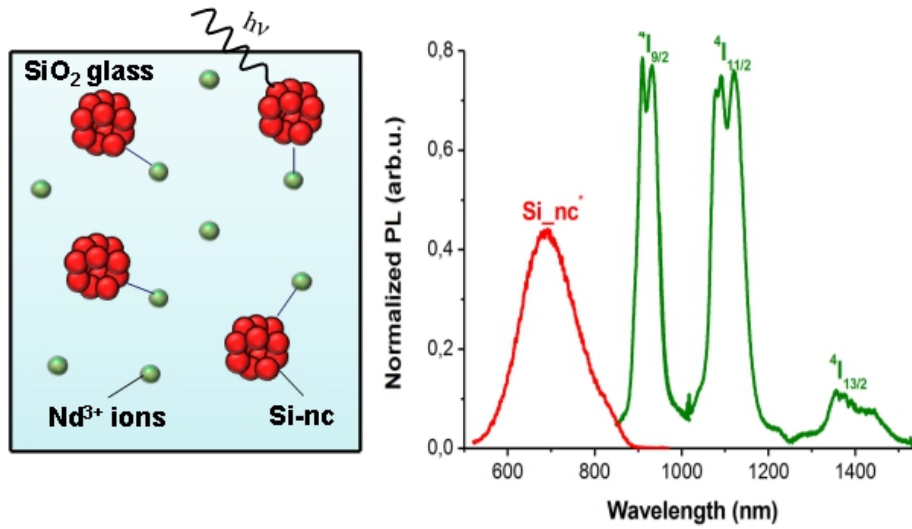 hν
SiO₂ glass
Nd³⁺ ions
Si-nc
Normalized PL (arb.u.)
0,8
0,6
0,4
0,2
0,0
Si_nc*
⁴I₉/₂
⁴I₁₁/₂
⁴I₁₃/₂
600 800 1000 1200 1400
Wavelength (nm)